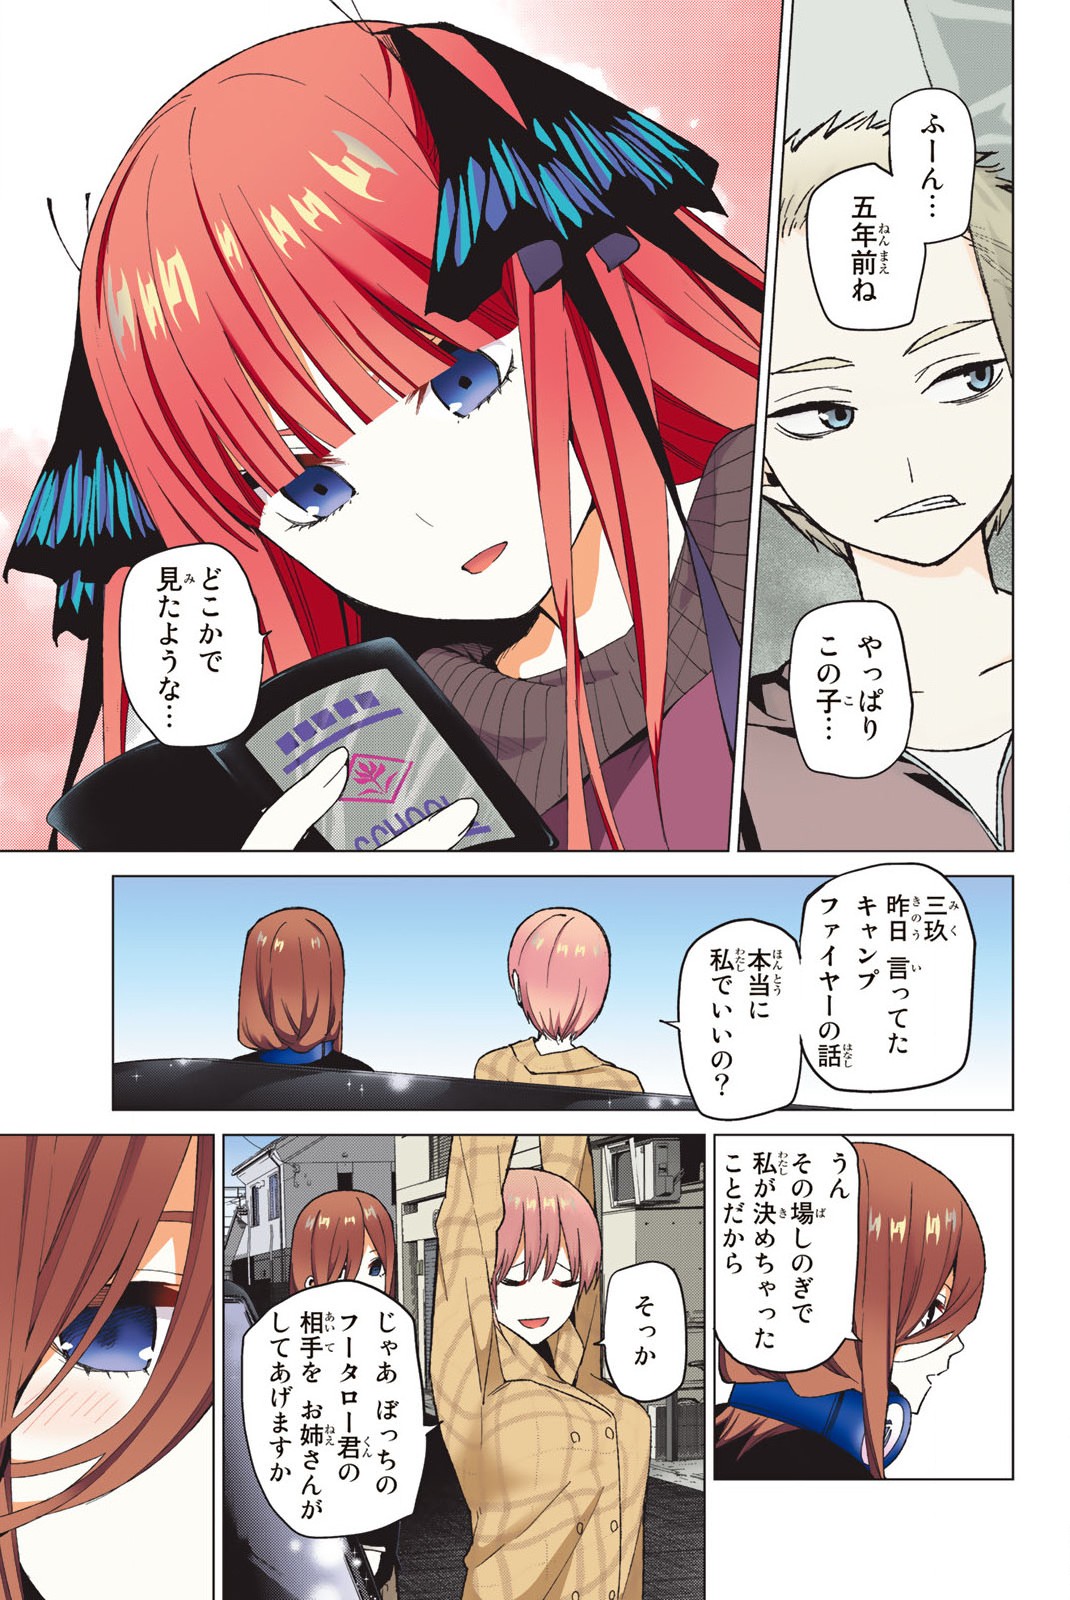 ふーん…
五年前ね
やっぱり
この子…
どこかで
見たような…
SCHOOL
三玖
昨日 言ってた
キャンプ
ファイヤーの話
本当に
私でいいの？
うん
その場しのぎで
私が決めちゃった
ことだから
そっか
じゃあ ぼっちの
フータロー君の
相手を お姉さんが
してあげますか